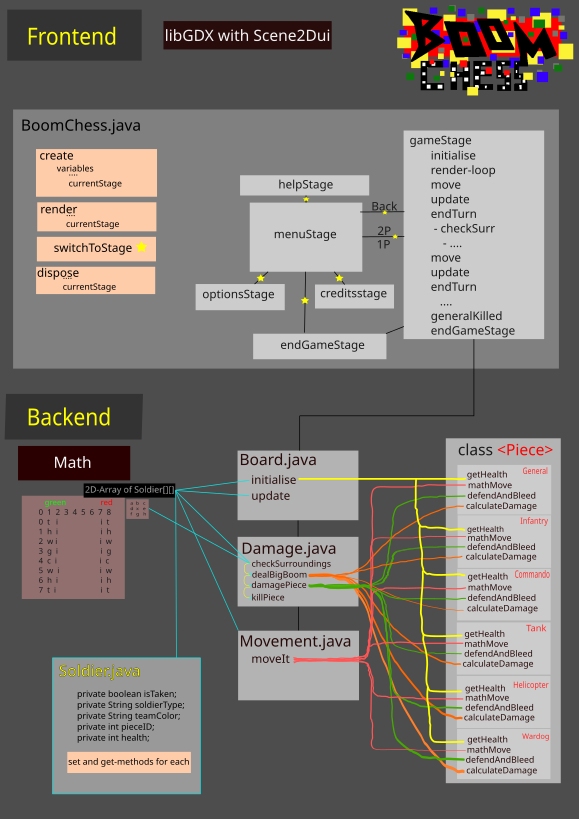 Frontend
libGDX with Scene2Dui
BOOM
CHESS
BoomChess.java
create
variables
....
currentStage
render
....
currentStage
switchToStage
dispose
....
currentStage
helpStage
menuStage
Back
2P
1P
optionsStage
creditsstage
endGameStage
gameStage
initialise
render-loop
move
update
endTurn
- checkSurr
- ....
move
update
endTurn
....
generalKilled
endGameStage
Backend
Math
2D-Array of Soldier[][]
green red
0 1 2 3 4 5 6 7 8
0 t i i t
1 h i i h
2 w i i w
3 g i i g
4 c i i c
5 w i i w
6 h i i h
7 t i i t
a b c
d x e
f g h
Board.java
initialise
update
Damage.java
checkSurroundings
dealBigBoom
damagePiece
killPiece
Movement.java
moveIt
Soldier.java
private boolean isTaken;
private String soldierType;
private String teamColor;
private int pieceID;
private int health;
set and get-methods for each
class <Piece>
General
getHealth
mathMove
defendAndBleed
calculateDamage
Infantry
getHealth
mathMove
defendAndBleed
calculateDamage
Commando
getHealth
mathMove
defendAndBleed
calculateDamage
Tank
getHealth
mathMove
defendAndBleed
calculateDamage
Helicopter
getHealth
mathMove
defendAndBleed
calculateDamage
Wardog
getHealth
mathMove
defendAndBleed
calculateDamage